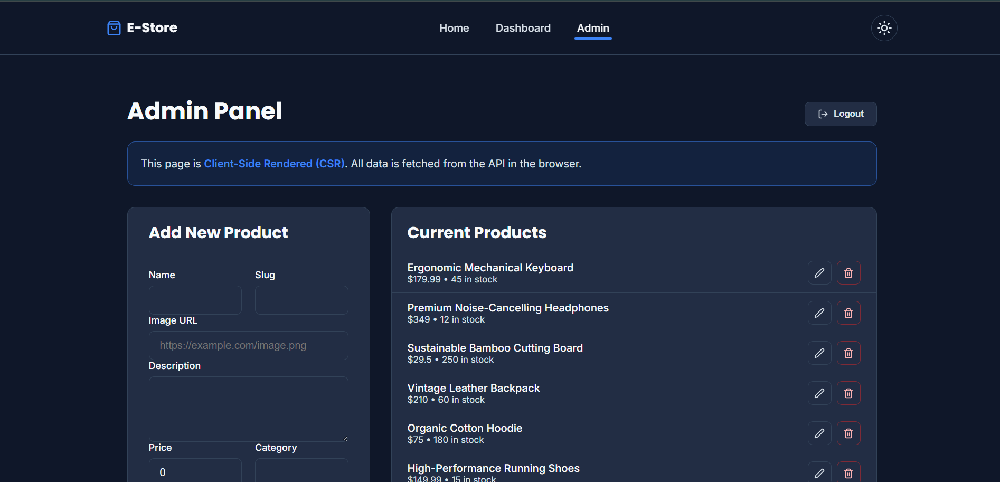 E-Store
Home
Dashboard
Admin
Admin Panel
Logout
This page is Client-Side Rendered (CSR). All data is fetched from the API in the browser.
Add New Product
Name
Slug
Image URL
https://example.com/image.png
Description
Price
Category
0
Current Products
Ergonomic Mechanical Keyboard
$179.99 • 45 in stock
Premium Noise-Cancelling Headphones
$349 • 12 in stock
Sustainable Bamboo Cutting Board
$29.5 • 250 in stock
Vintage Leather Backpack
$210 • 60 in stock
Organic Cotton Hoodie
$75 • 180 in stock
High-Performance Running Shoes
$149.99 • 15 in stock